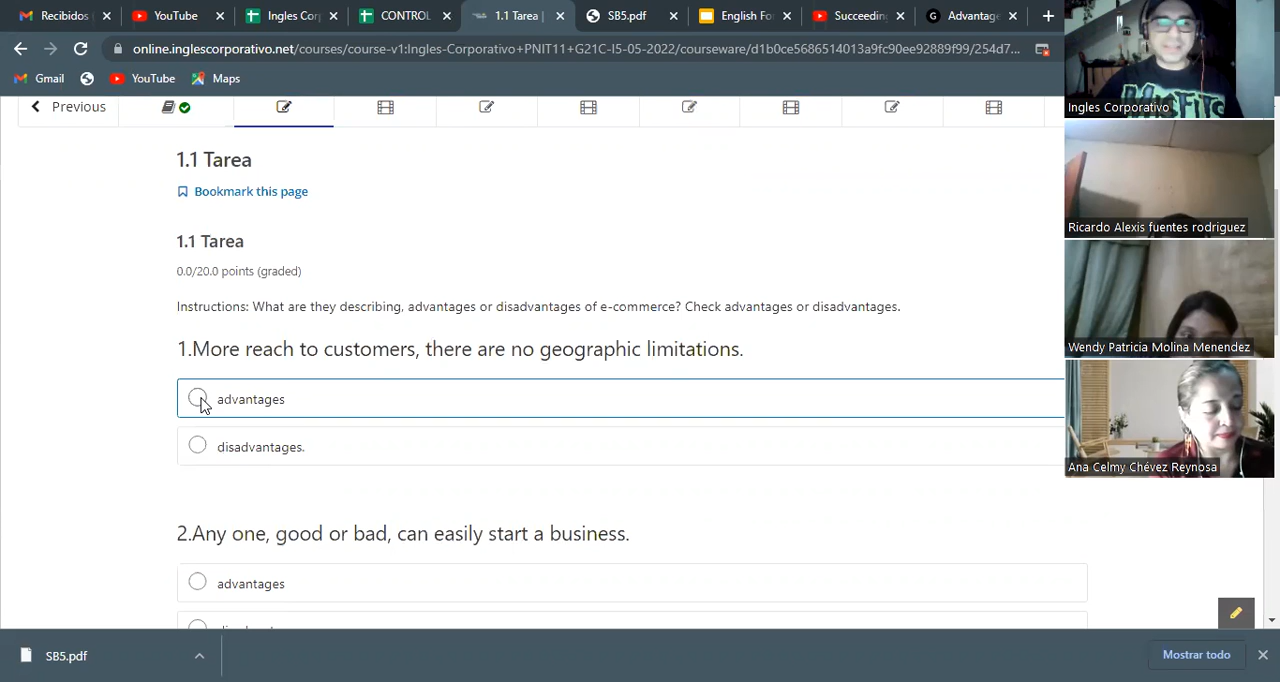 Recibidos
YouTube
Ingles Cor
CONTROL
1.1 Tarea |
SB5.pdf
English Fo
Succeeding
Advantage
online.inglescorporativo.net/courses/course-v1:Ingles-Corporativo+PNIT11+G21C-I5-05-2022/courseware/d1b0ce5686514013a9fc90ee92889f99/254d7...
Gmail
YouTube
Maps
Previous
1.1 Tarea
Bookmark this page
1.1 Tarea
0.0/20.0 points (graded)
Instructions: What are they describing, advantages or disadvantages of e-commerce? Check advantages or disadvantages.
1.More reach to customers, there are no geographic limitations.
advantages
disadvantages.
2.Any one, good or bad, can easily start a business.
advantages
SB5.pdf
Mostrar todo
MISFITS
Ingles Corporativo
Ricardo Alexis fuentes rodriguez
Wendy Patricia Molina Menendez
Ana Celmy Chévez Reynosa